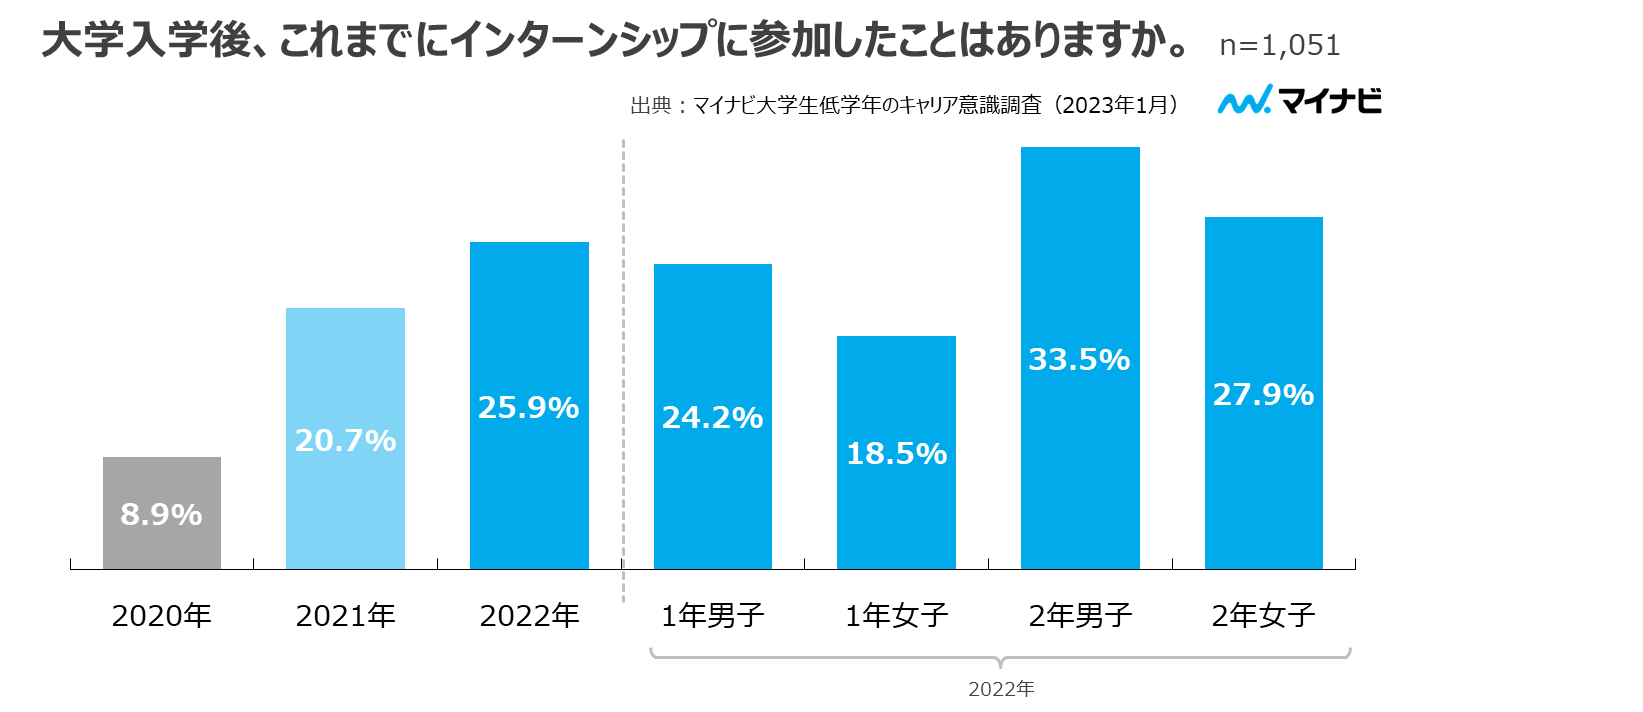 大学入学後、これまでにインターンシップに参加したことはありますか。 n=1,051
出典：マイナビ大学生低学年のキャリア意識調査（2023年1月） マイナビ
8.9%
20.7%
25.9%
24.2%
18.5%
33.5%
27.9%
2020年 2021年 2022年 1年男子 1年女子 2年男子 2年女子
2022年